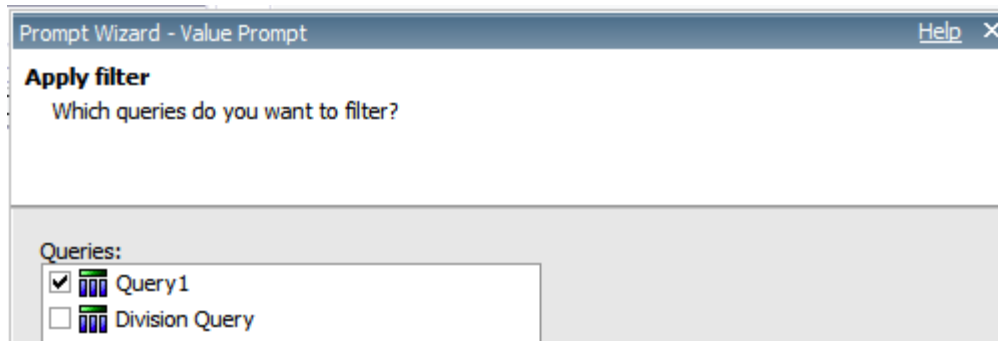 Prompt Wizard - Value Prompt Help
Apply filter
Which queries do you want to filter?
Queries:
Query1
Division Query